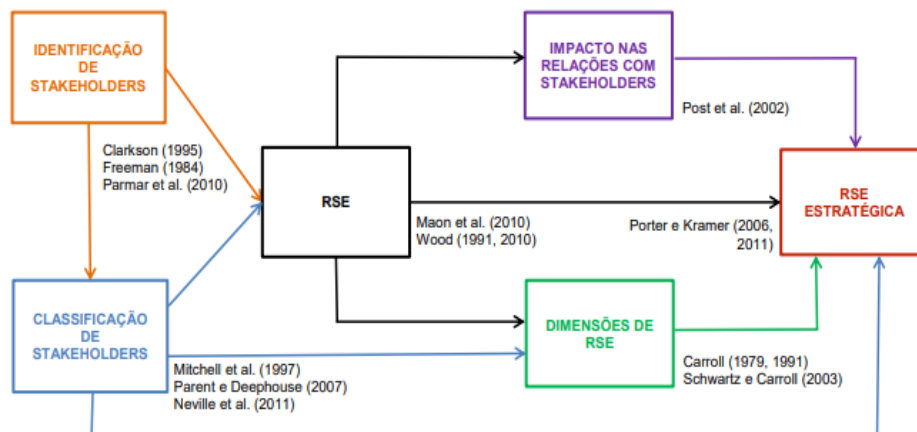 IDENTIFICAÇÃO
DE
STAKEHOLDERS
IMPACTO NAS
RELAÇÕES COM
STAKEHOLDERS
Post et al. (2002)
Clarkson (1995)
Freeman (1984)
Parmar et al. (2010)
RSE
RSE
ESTRATÉGICA
Maon et al. (2010)
Wood (1991, 2010)
Porter e Kramer (2006,
2011)
CLASSIFICAÇÃO
DE
STAKEHOLDERS
DIMENSÕES DE
RSE
Mitchell et al. (1997)
Parent e Deephouse (2007)
Neville et al. (2011)
Carroll (1979, 1991)
Schwartz e Carroll (2003)